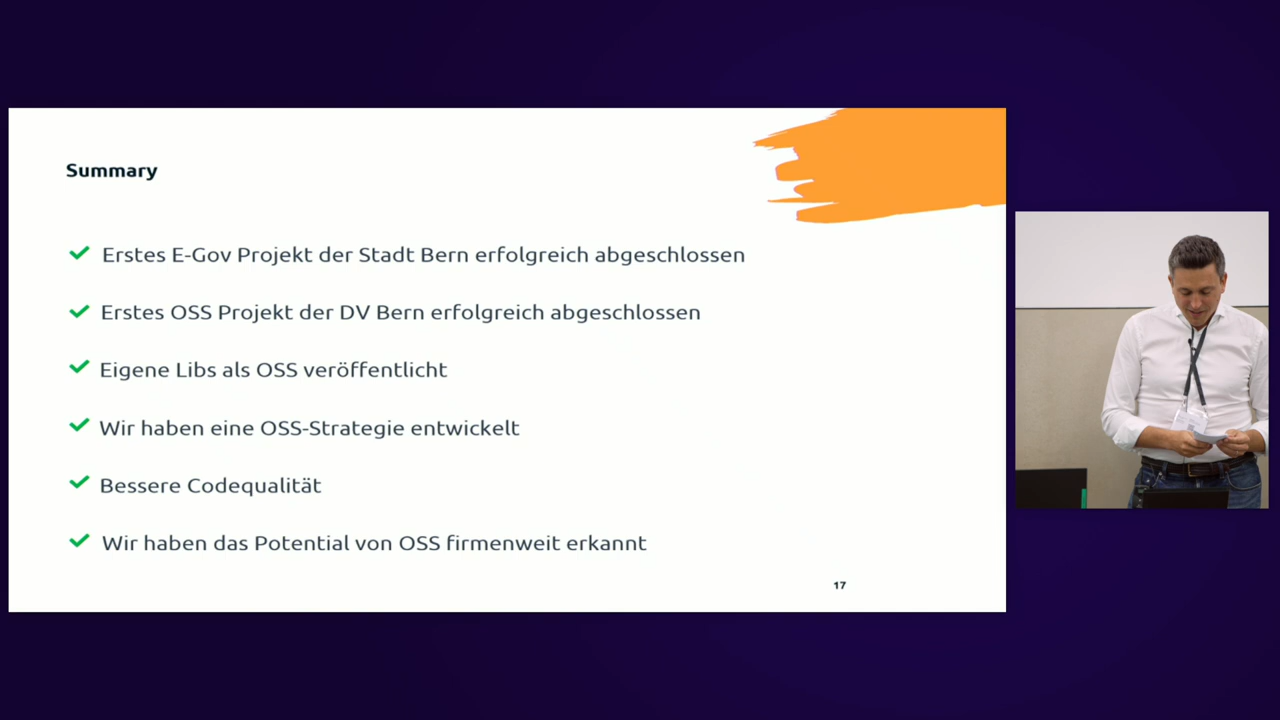 Summary
Erstes E-Gov Projekt der Stadt Bern erfolgreich abgeschlossen
Erstes OSS Projekt der DV Bern erfolgreich abgeschlossen
Eigene Libs als OSS veröffentlicht
Wir haben eine OSS-Strategie entwickelt
Bessere Codequalität
Wir haben das Potential von OSS firmenweit erkannt
17